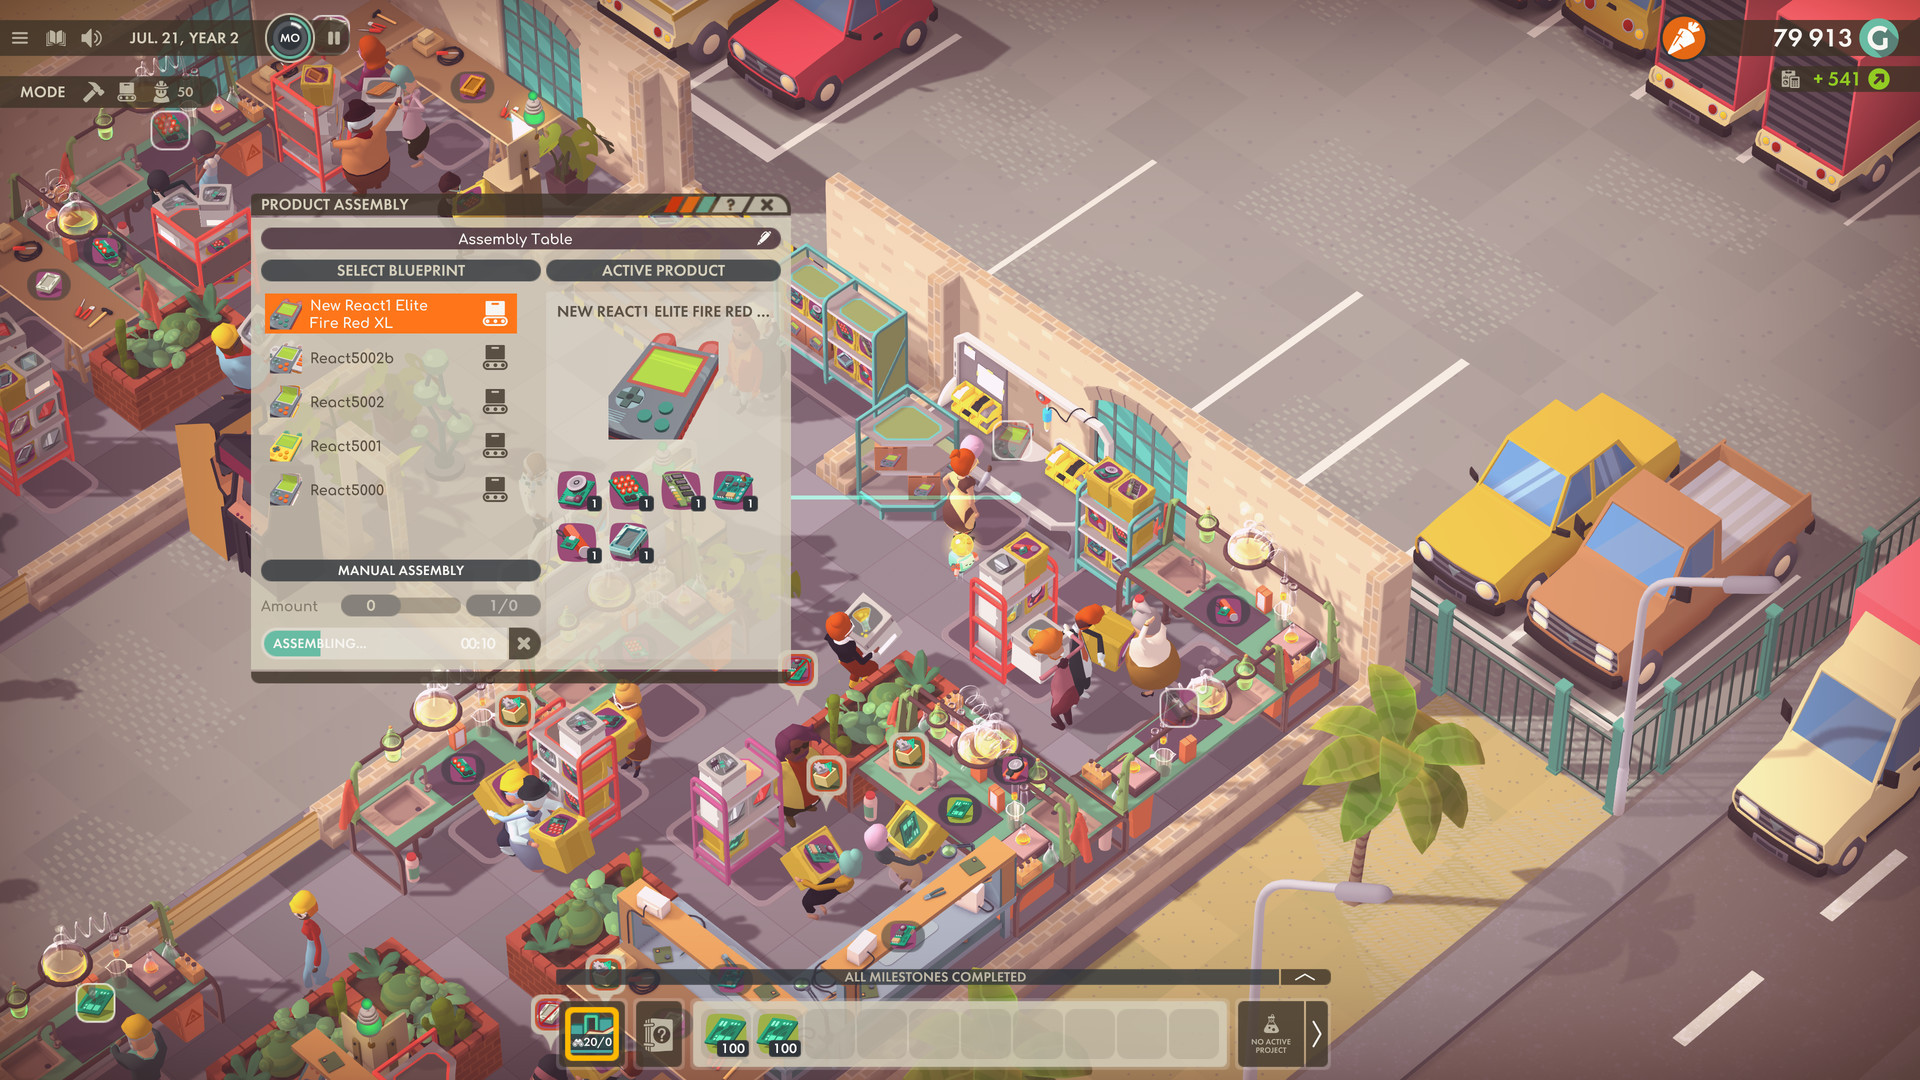 JUL. 21, YEAR 2
MO
79 913
G
+ 541
MODE
50
PRODUCT ASSEMBLY
?
Assembly Table
SELECT BLUEPRINT
ACTIVE PRODUCT
New React1 Elite
Fire Red XL
React5002b
React5002
React5001
React5000
NEW REACT1 ELITE FIRE RED ...
1
1
1
1
1
1
MANUAL ASSEMBLY
Amount
0
1/0
ASSEMBLING...
00:10
ALL MILESTONES COMPLETED
20/0
?
100
100
NO ACTIVE
PROJECT